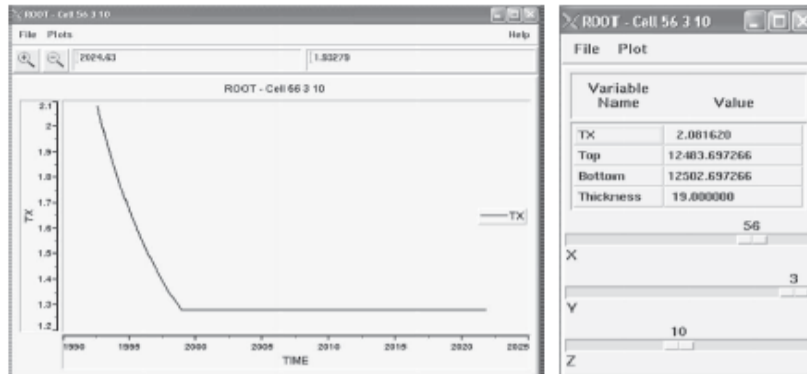 ROOT - Cell 56 3 10
File Plots Help
2024.63 1.93279
ROOT - Cell 56 3 10
2.1
2
1.9
1.8
1.7
1.6
1.5
1.4
1.3
1.2
TX
TX
1990 1995 2000 2005 2010 2015 2020 2025
TIME
ROOT - Cell 56 3 10
File Plot
Variable Name Value
TX 2.081620
Top 12483.697266
Bottom 12502.697266
Thickness 19.000000
56
X
3
Y
10
Z